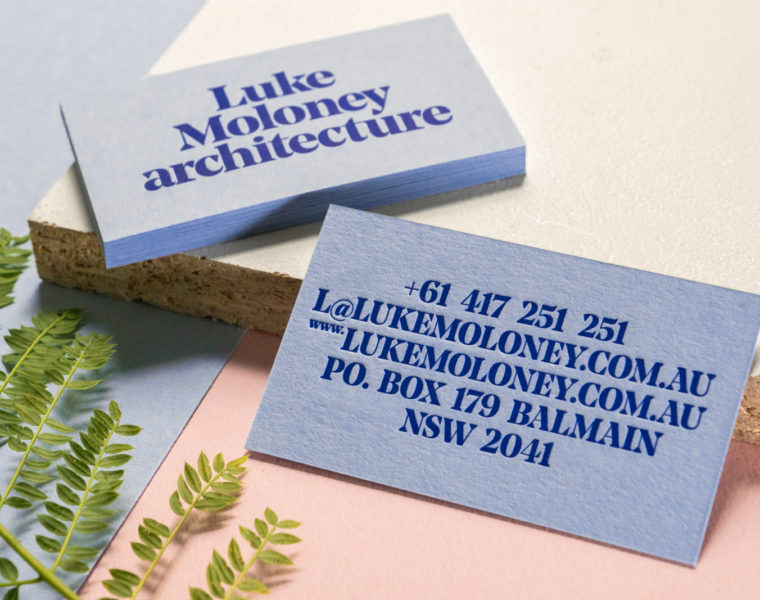 Luke
Moloney
architecture
+61 417 251 251
L@LUKEMOLONEY.COM.AU
www.LUKEMOLONEY.COM.AU
PO. BOX 179 BALMAIN
NSW 2041